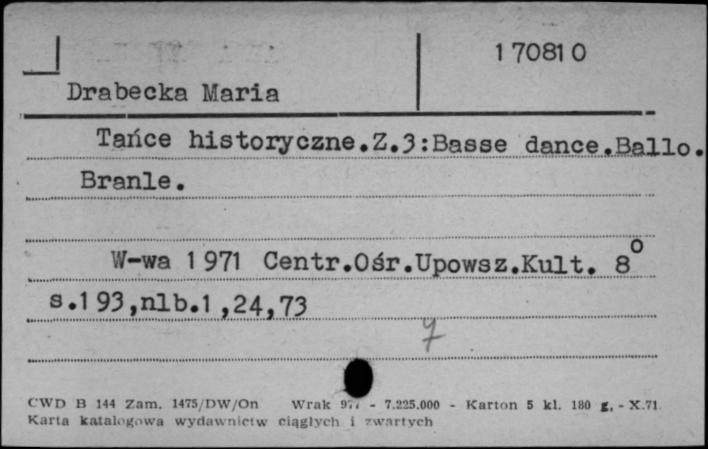 170810
Drabecka Maria
Tańce historyczne.Z.3:Basse dance.Ballo.
Branle.
W-wa 1971 Centr.Ośr.Upowsz.Kult. 8o
s.193,nlb.1,24,73
7
CWD B 144 Zam. 1475/DW/On Wrak - 7.225.000 - Karton 5 kl. 180 g, - X.71
Karta katalogowa wydawnictw ciągłych i zwartych